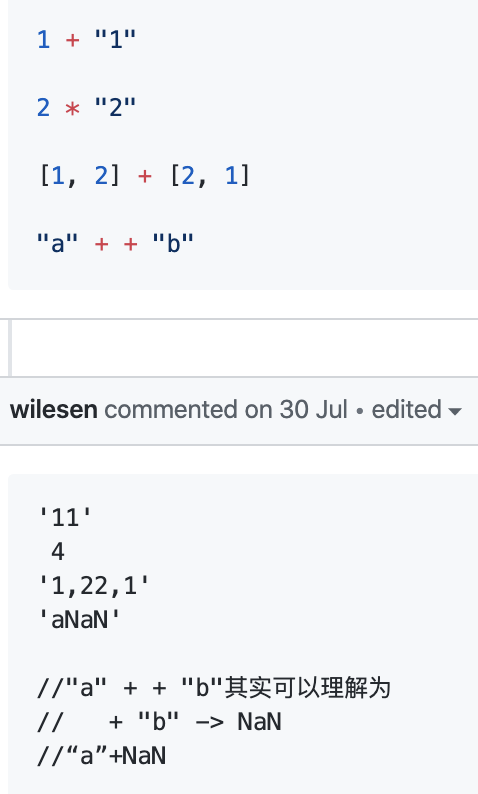 1 + "1"
2 * "2"
[1, 2] + [2, 1]
"a" + + "b"
wilesen commented on 30 Jul • edited
'11'
4
'1,22,1'
'aNaN'
//"a" + + "b"其实可以理解为
// + "b" -> NaN
//“a”+NaN